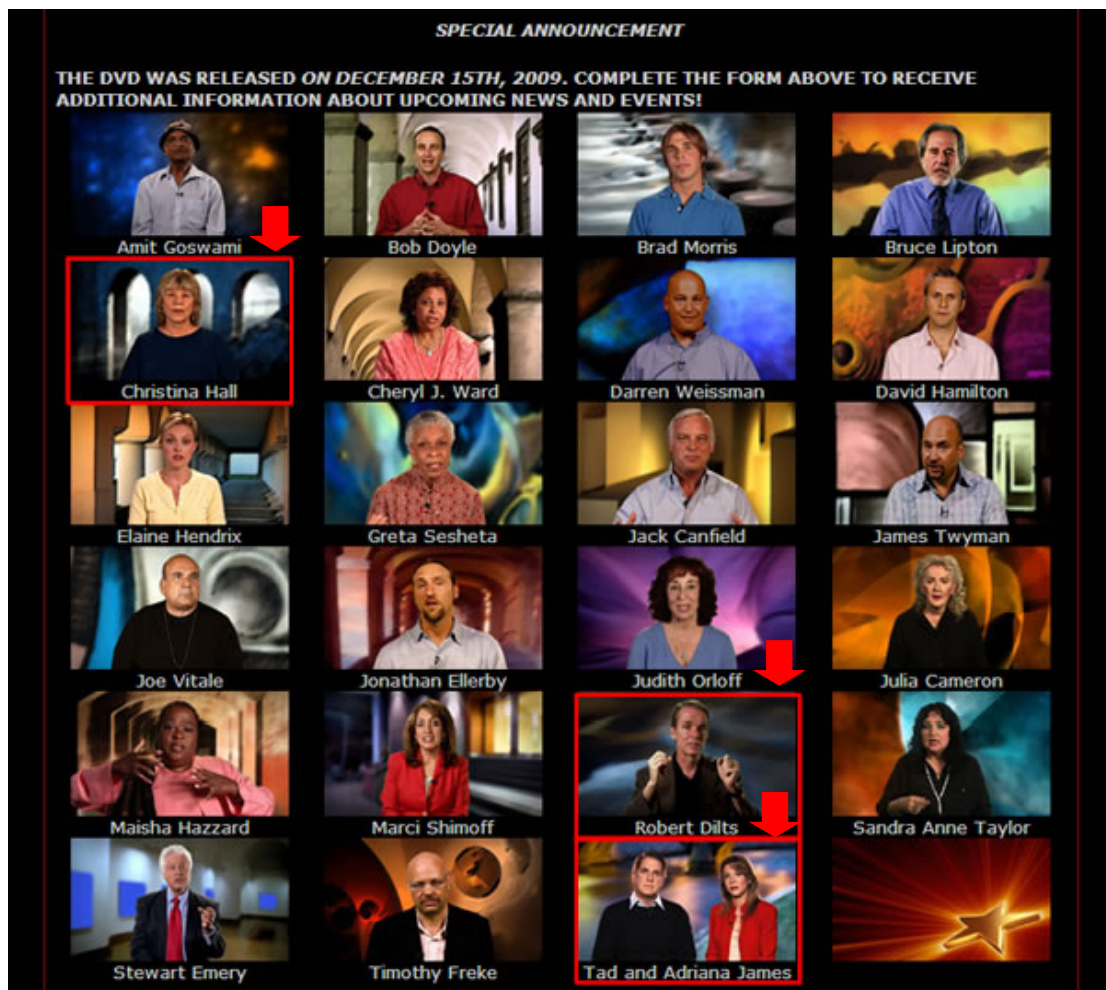 SPECIAL ANNOUNCEMENT
THE DVD WAS RELEASED ON DECEMBER 15TH, 2009. COMPLETE THE FORM ABOVE TO RECEIVE
ADDITIONAL INFORMATION ABOUT UPCOMING NEWS AND EVENTS!
Amit Goswami Bob Doyle Brad Morris Bruce Lipton
Christina Hall Cheryl J. Ward Darren Weissman David Hamilton
Elaine Hendrix Greta Sesheta Jack Canfield James Twyman
Joe Vitale Jonathan Ellerby Judith Orloff Julia Cameron
Maisha Hazzard Marci Shimoff Robert Dilts Sandra Anne Taylor
Stewart Emery Timothy Freke Tad and Adriana James